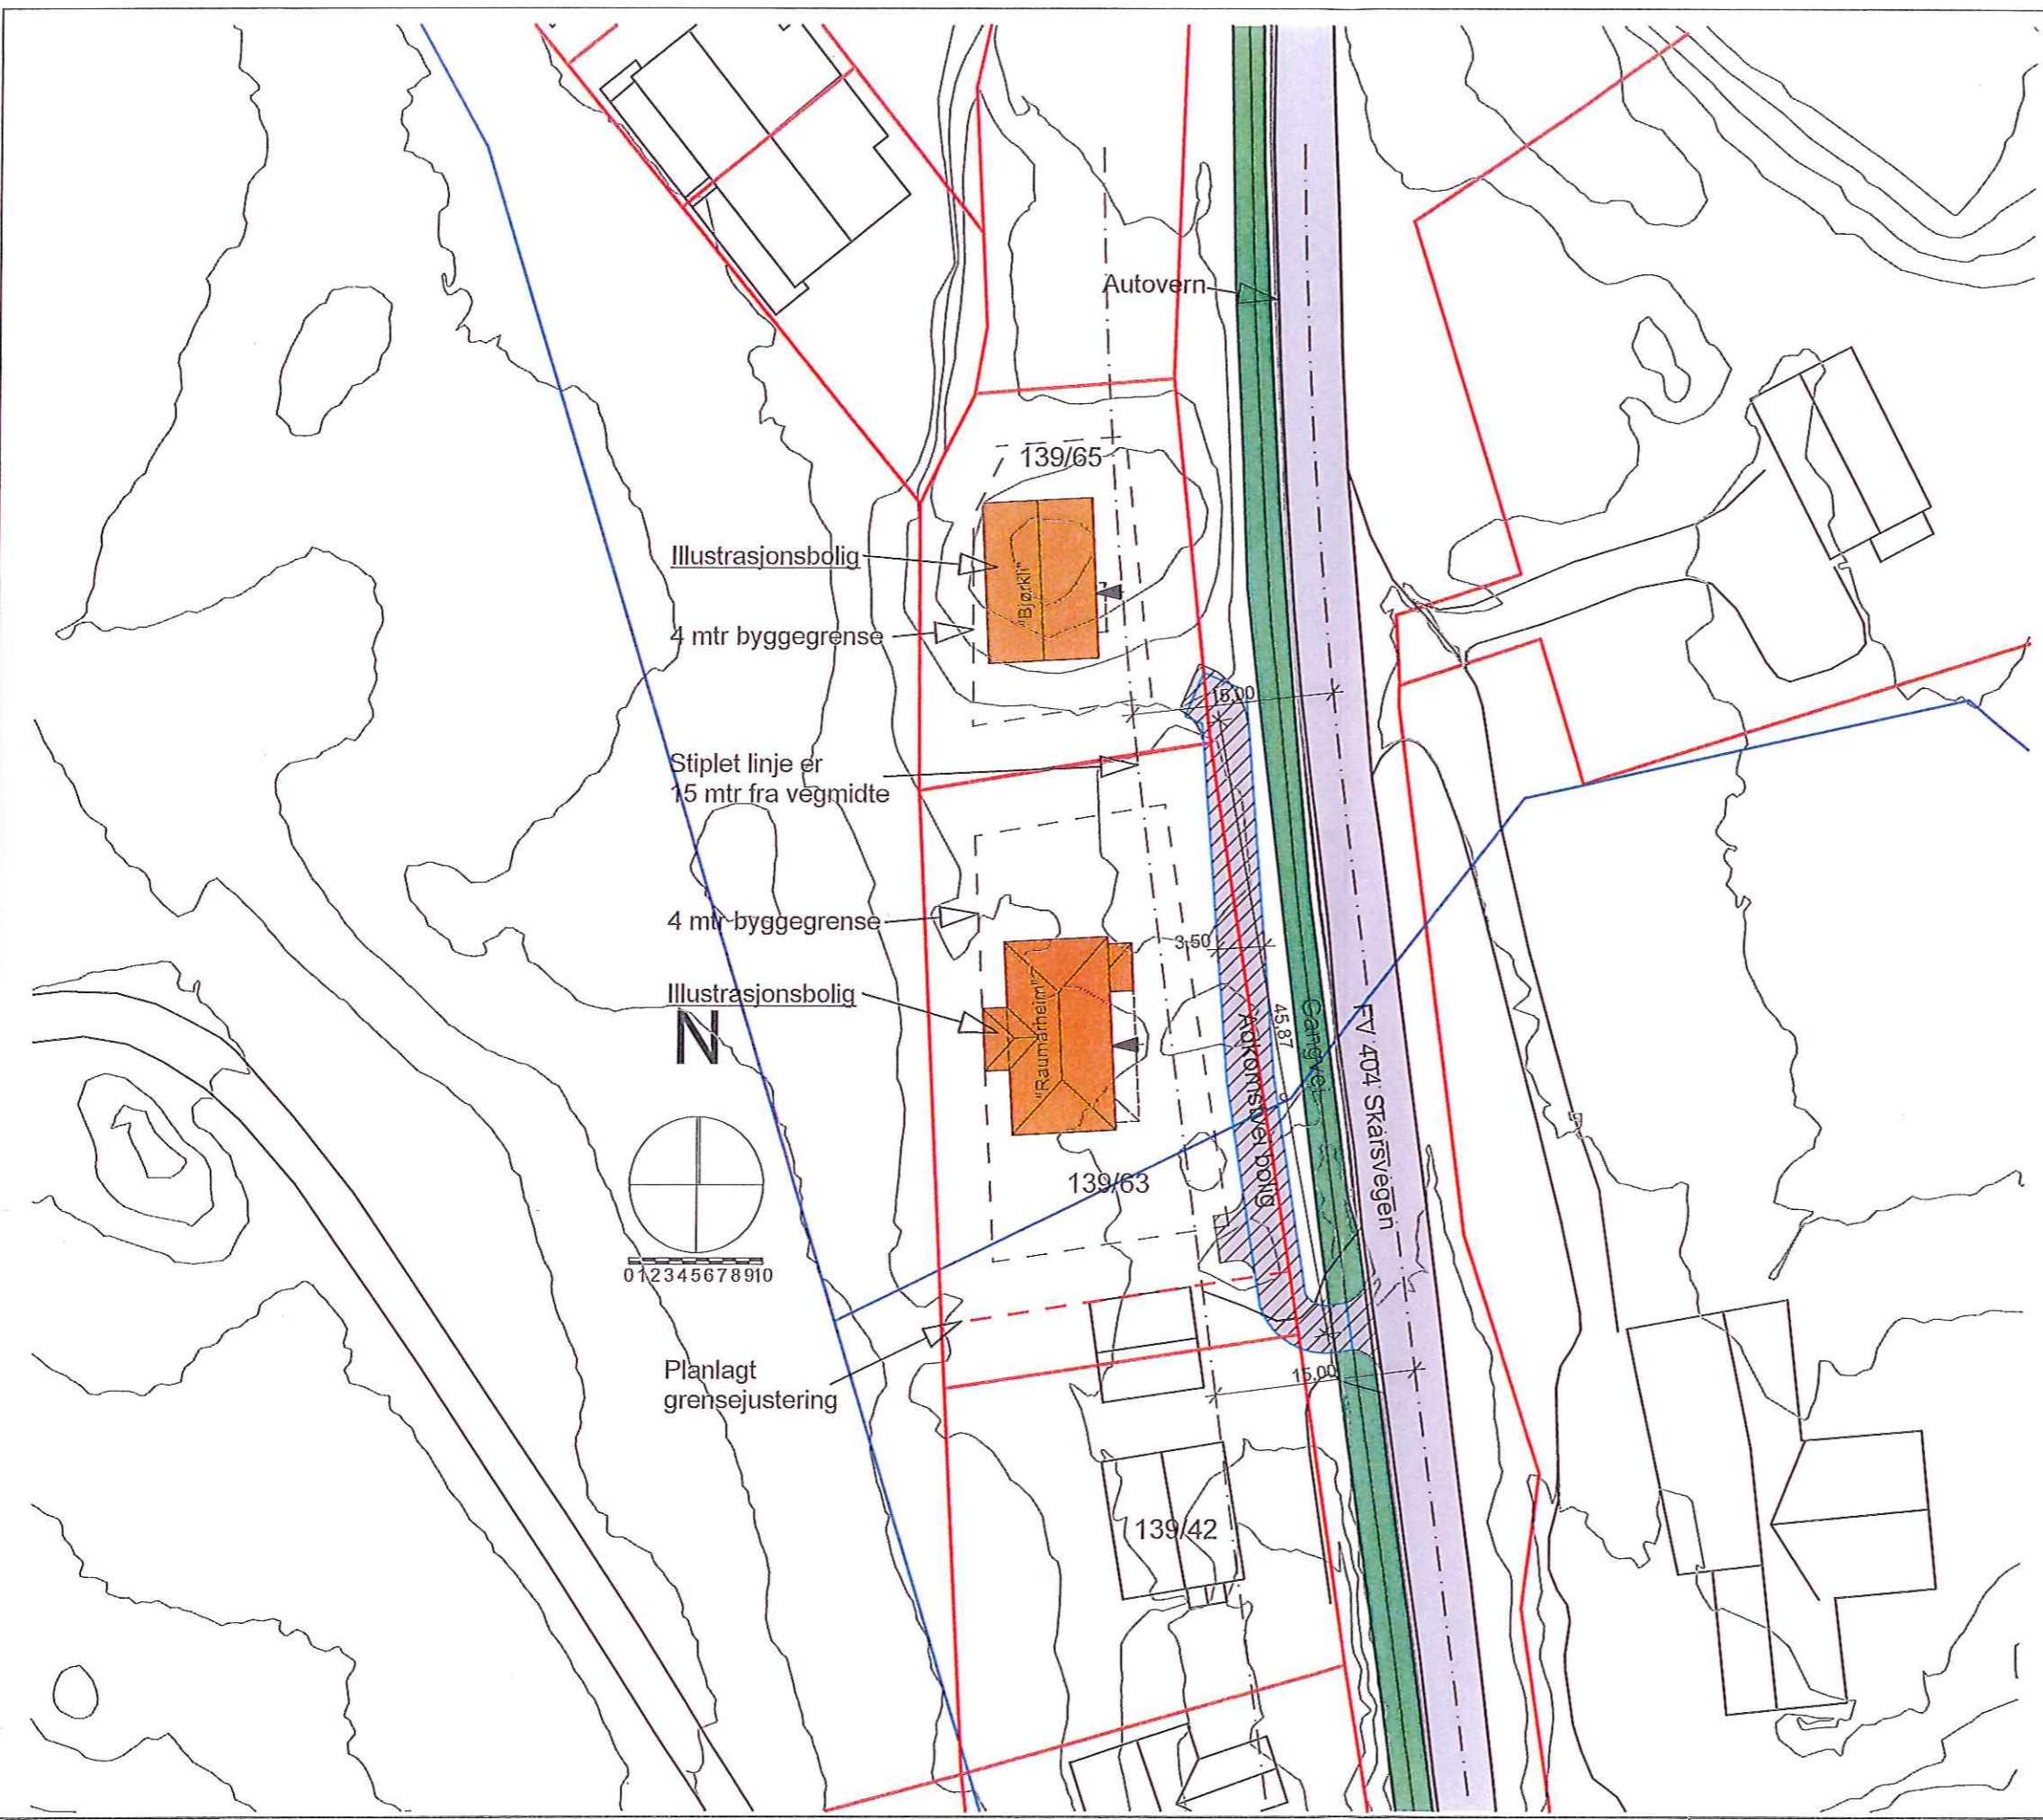 Autovern
139/65
Illustrasjonsbolig
"Bjørkli"
4 mtr byggegrense
15,00
Stiplet linje er
15 mtr fra vegmidte
4 mtr byggegrense
3,50
Illustrasjonsbolig
"Raumarheim"
N
45,87
Gangvei
FV 404 Skarsvegen
Adkomstvei bolig
139/63
0 1 2 3 4 5 6 7 8 9 10
Planlagt
grensejustering
15,00
139/42